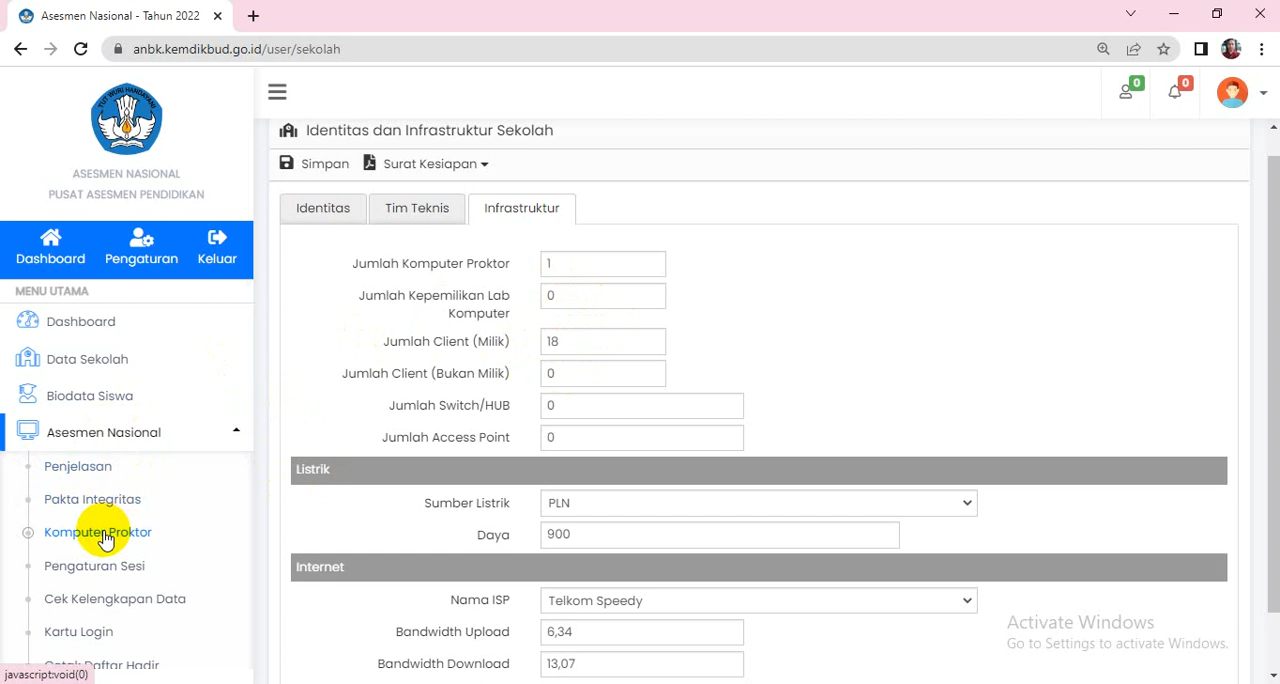 Asesmen Nasional - Tahun 2022
anbk.kemdikbud.go.id/user/sekolah
ASESMEN NASIONAL
PUSAT ASESMEN PENDIDIKAN
Dashboard Pengaturan Keluar
MENU UTAMA
Dashboard
Data Sekolah
Biodata Siswa
Asesmen Nasional
Penjelasan
Pakta Integritas
Komputer Proktor
Pengaturan Sesi
Cek Kelengkapan Data
Kartu Login
Cetak Daftar Hadir
javascript:void(0)
0 0
Identitas dan Infrastruktur Sekolah
Simpan Surat Kesiapan
Identitas Tim Teknis Infrastruktur
Jumlah Komputer Proktor 1
Jumlah Kepemilikan Lab 0
Komputer
Jumlah Client (Milik) 18
Jumlah Client (Bukan Milik) 0
Jumlah Switch/HUB 0
Jumlah Access Point 0
Listrik
Sumber Listrik PLN
Daya 900
Internet
Nama ISP Telkom Speedy
Bandwidth Upload 6,34
Bandwidth Download 13,07
Activate Windows
Go to Settings to activate Windows.